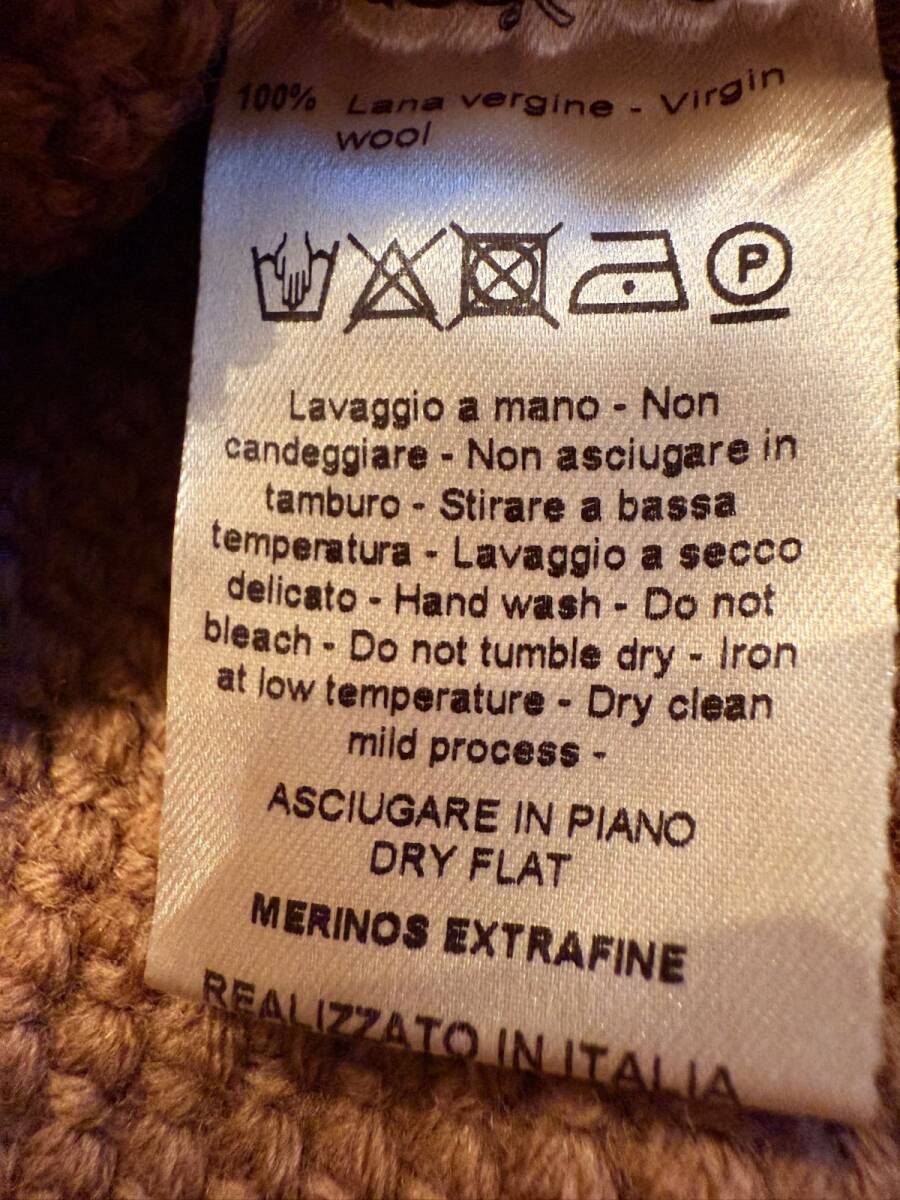 100% Lana vergine - Virgin
wool
P
Lavaggio a mano - Non
candeggiare - Non asciugare in
tamburo - Stirare a bassa
temperatura - Lavaggio a secco
delicato - Hand wash - Do not
bleach - Do not tumble dry - Iron
at low temperature - Dry clean
mild process -
ASCIUGARE IN PIANO
DRY FLAT
MERINOS EXTRAFINE
REALIZZATO IN ITALIA